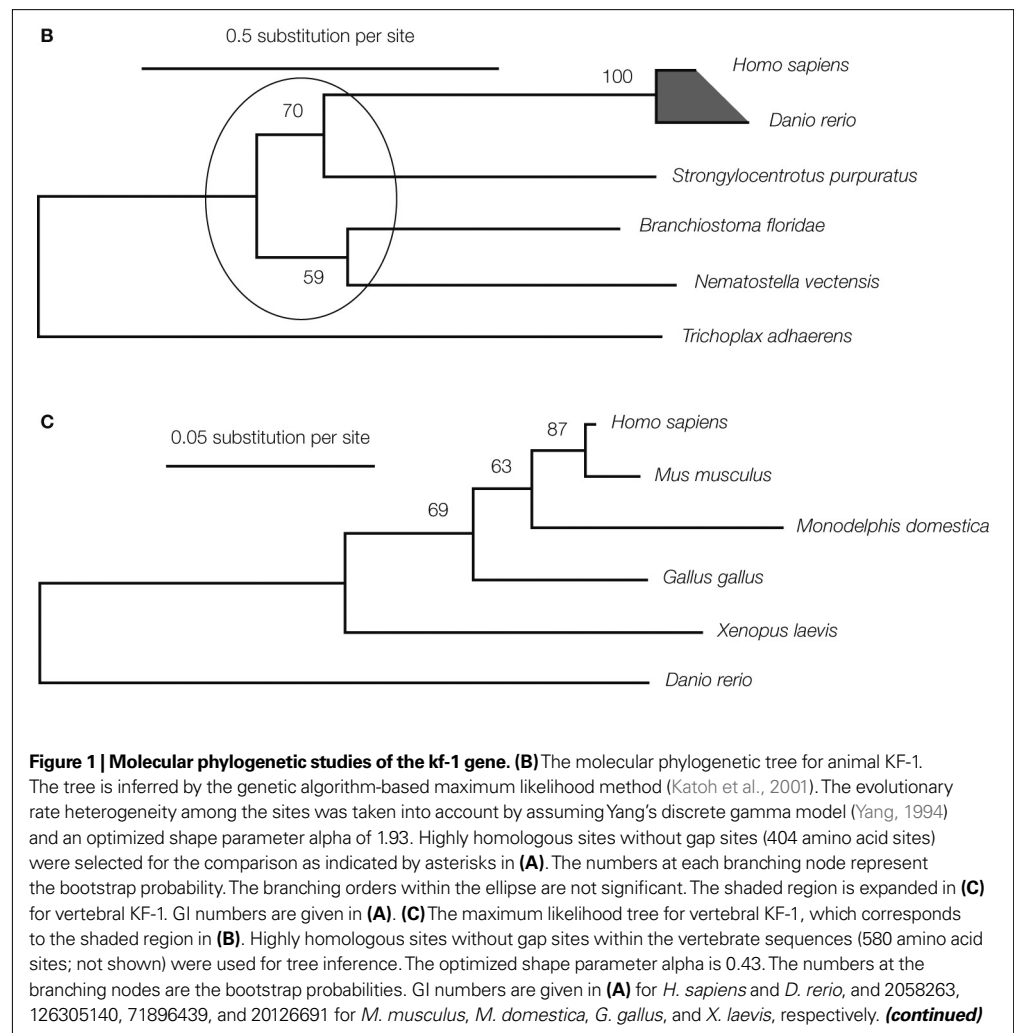 B
0.5 substitution per site
100
Homo sapiens
70
Danio rerio
Strongylocentrotus purpuratus
Branchiostoma floridae
59
Nematostella vectensis
Trichoplax adhaerens
C
0.05 substitution per site
87
Homo sapiens
63
Mus musculus
69
Monodelphis domestica
Gallus gallus
Xenopus laevis
Danio rerio
Figure 1 | Molecular phylogenetic studies of the kf-1 gene. (B) The molecular phylogenetic tree for animal KF-1.
The tree is inferred by the genetic algorithm-based maximum likelihood method (Katoh et al., 2001). The evolutionary
rate heterogeneity among the sites was taken into account by assuming Yang's discrete gamma model (Yang, 1994)
and an optimized shape parameter alpha of 1.93. Highly homologous sites without gap sites (404 amino acid sites)
were selected for the comparison as indicated by asterisks in (A). The numbers at each branching node represent
the bootstrap probability. The branching orders within the ellipse are not significant. The shaded region is expanded in (C)
for vertebral KF-1. GI numbers are given in (A). (C) The maximum likelihood tree for vertebral KF-1, which corresponds
to the shaded region in (B). Highly homologous sites without gap sites within the vertebrate sequences (580 amino acid
sites; not shown) were used for tree inference. The optimized shape parameter alpha is 0.43. The numbers at the
branching nodes are the bootstrap probabilities. GI numbers are given in (A) for H. sapiens and D. rerio, and 2058263,
126305140, 71896439, and 20126691 for M. musculus, M. domestica, G. gallus, and X. laevis, respectively. (continued)